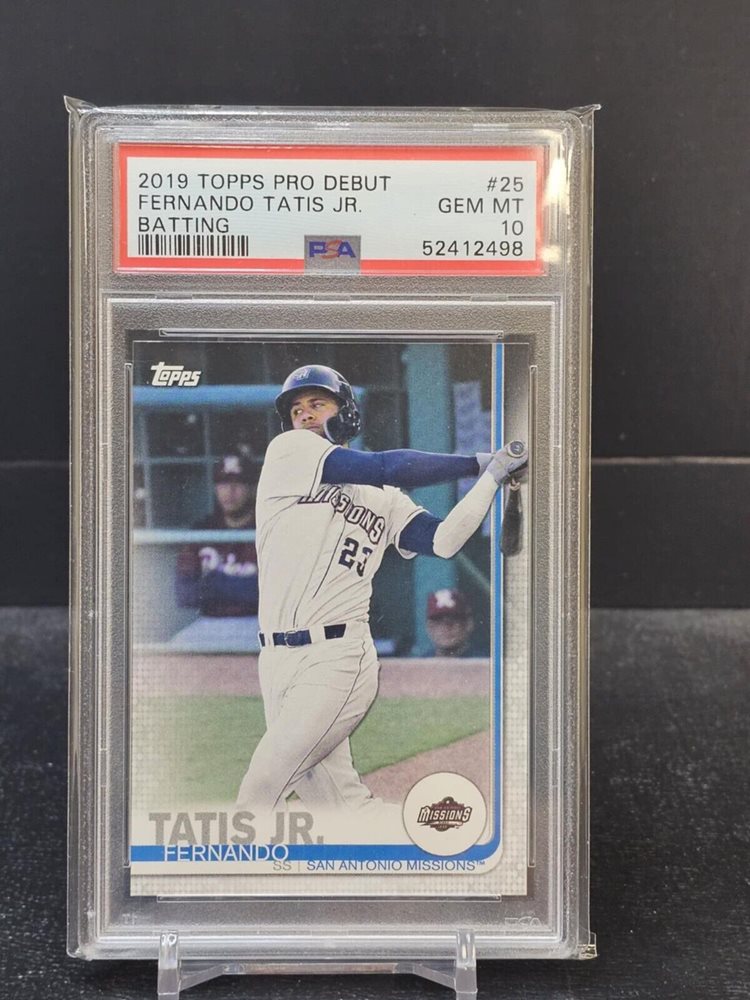 2019 TOPPS PRO DEBUT #25
FERNANDO TATIS JR. GEM MT
BATTING 10
PSA 52412498
topps
MISSIONS
23
MISSIONS
TATIS JR.
FERNANDO
SS | SAN ANTONIO MISSIONS™
PSA